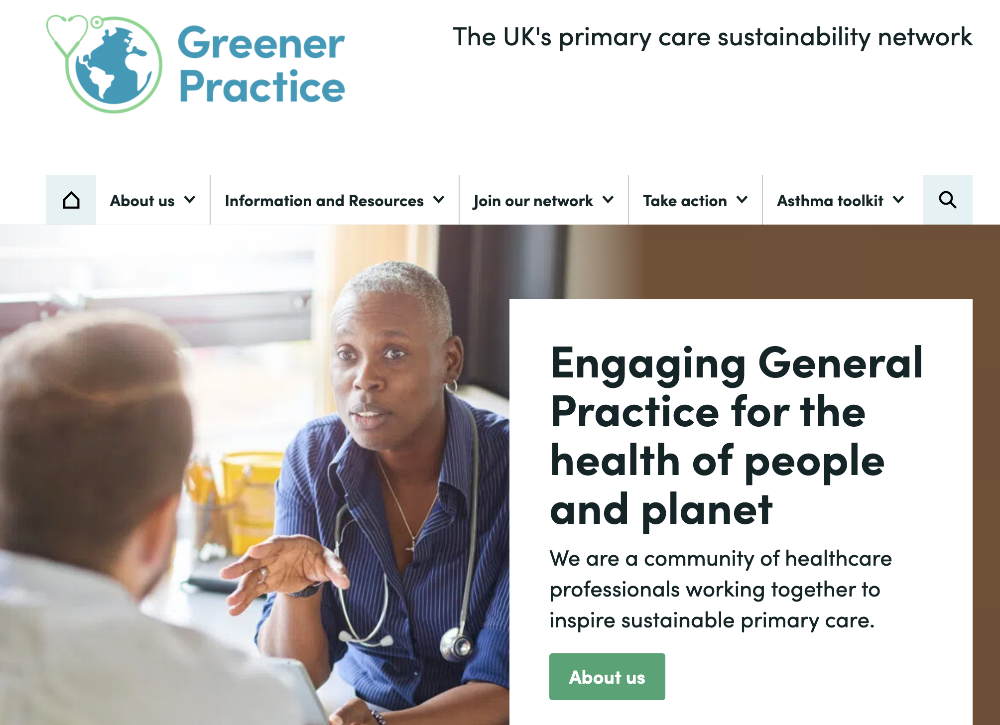 Greener
Practice
The UK's primary care sustainability network
About us
Information and Resources
Join our network
Take action
Asthma toolkit
Engaging General
Practice for the
health of people
and planet
We are a community of healthcare
professionals working together to
inspire sustainable primary care.
About us